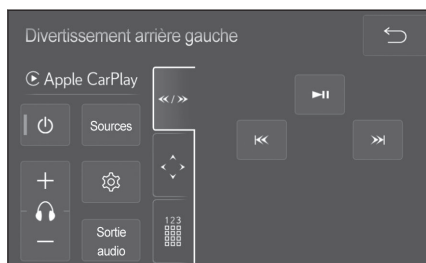 Divertissement arrière gauche
Apple CarPlay
Sources
Sortie
audio
123